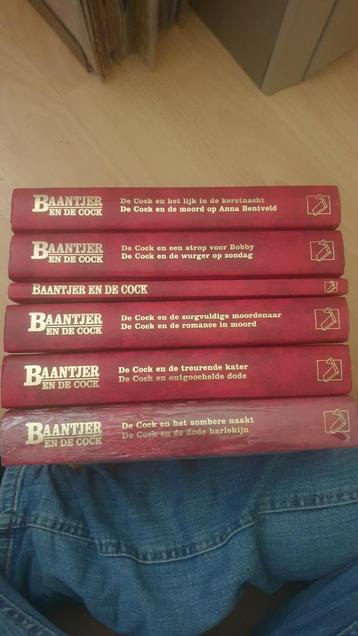 BAANTJER
EN DE COCK
De Cock en het lijk in de kerstnacht
De Cock en de moord op Anna Bentveld
BAANTJER
EN DE COCK
De Cock en een strop voor Bobby
De Cock en de wurger op zondag
BAANTJER EN DE COCK
BAANTJER
EN DE COCK
De Cock en de zorgvuldige moordenaar
De Cock en de romance in moord
BAANTJER
EN DE COCK
De Cock en de treurende kater
De Cock en ontgoochelde dode
BAANTJER
EN DE COCK
De Cock en het sombere naakt
De Cock en de dode harlekijn